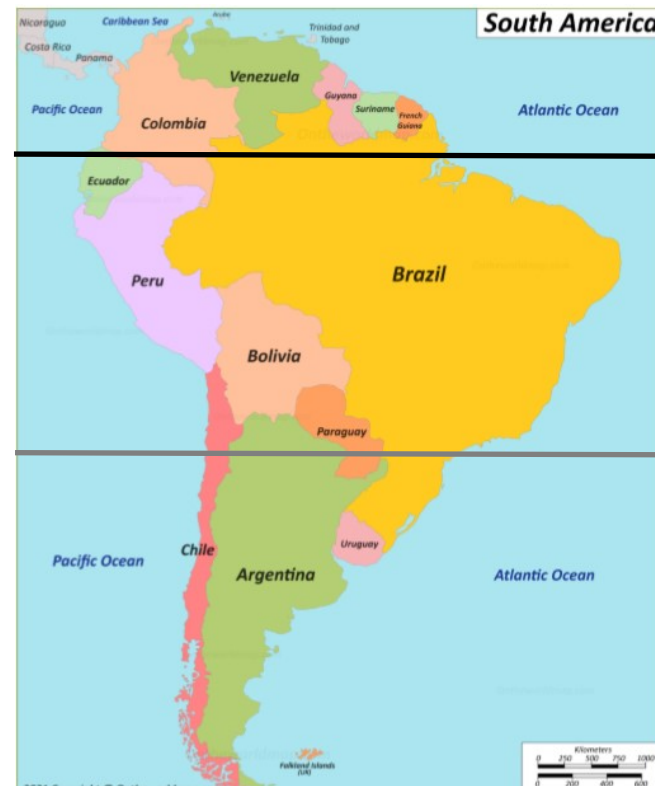 South America
Nicaragua
Caribbean Sea
Aruba
Trinidad and
Tobago
Costa Rica
Panama
Venezuela
Guyana
Suriname
French
Guiana
Pacific Ocean
Colombia
Atlantic Ocean
Ecuador
Peru
Brazil
Bolivia
Paraguay
Chile
Uruguay
Pacific Ocean
Argentina
Atlantic Ocean
Falkland Islands
(UK)
Kilometers
0 250 500 750 1000
0 200 400 600